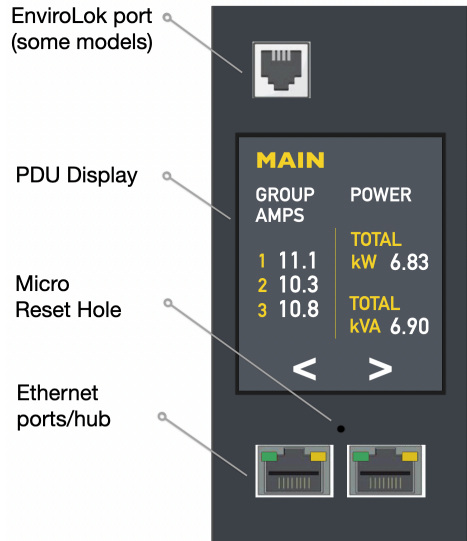 EnviroLok port
(some models)
PDU Display
Micro
Reset Hole
Ethernet
ports/hub
MAIN
GROUP
AMPS
1 11.1
2 10.3
3 10.8
POWER
TOTAL
kW 6.83
TOTAL
kVA 6.90
< >